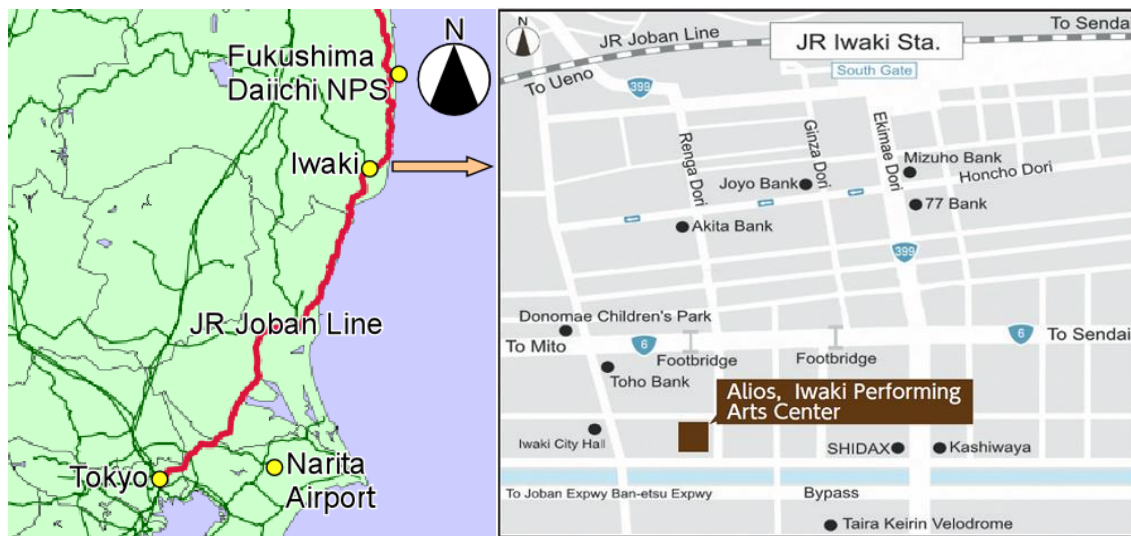 N
Fukushima
Daiichi NPS
Iwaki
JR Joban Line
Tokyo
Narita
Airport
N
JR Joban Line
JR Iwaki Sta.
To Sendai
South Gate
To Ueno
399
Renga Dori
Ginza Dori
Ekimae Dori
Mizuho Bank
Honcho Dori
Joyo Bank
77 Bank
Akita Bank
399
Donomae Children's Park
To Mito
6
Footbridge
Footbridge
6
To Sendai
Toho Bank
Alios, Iwaki Performing
Arts Center
Iwaki City Hall
SHIDAX
Kashiwaya
To Joban Expwy Ban-etsu Expwy
Bypass
Taira Keirin Velodrome